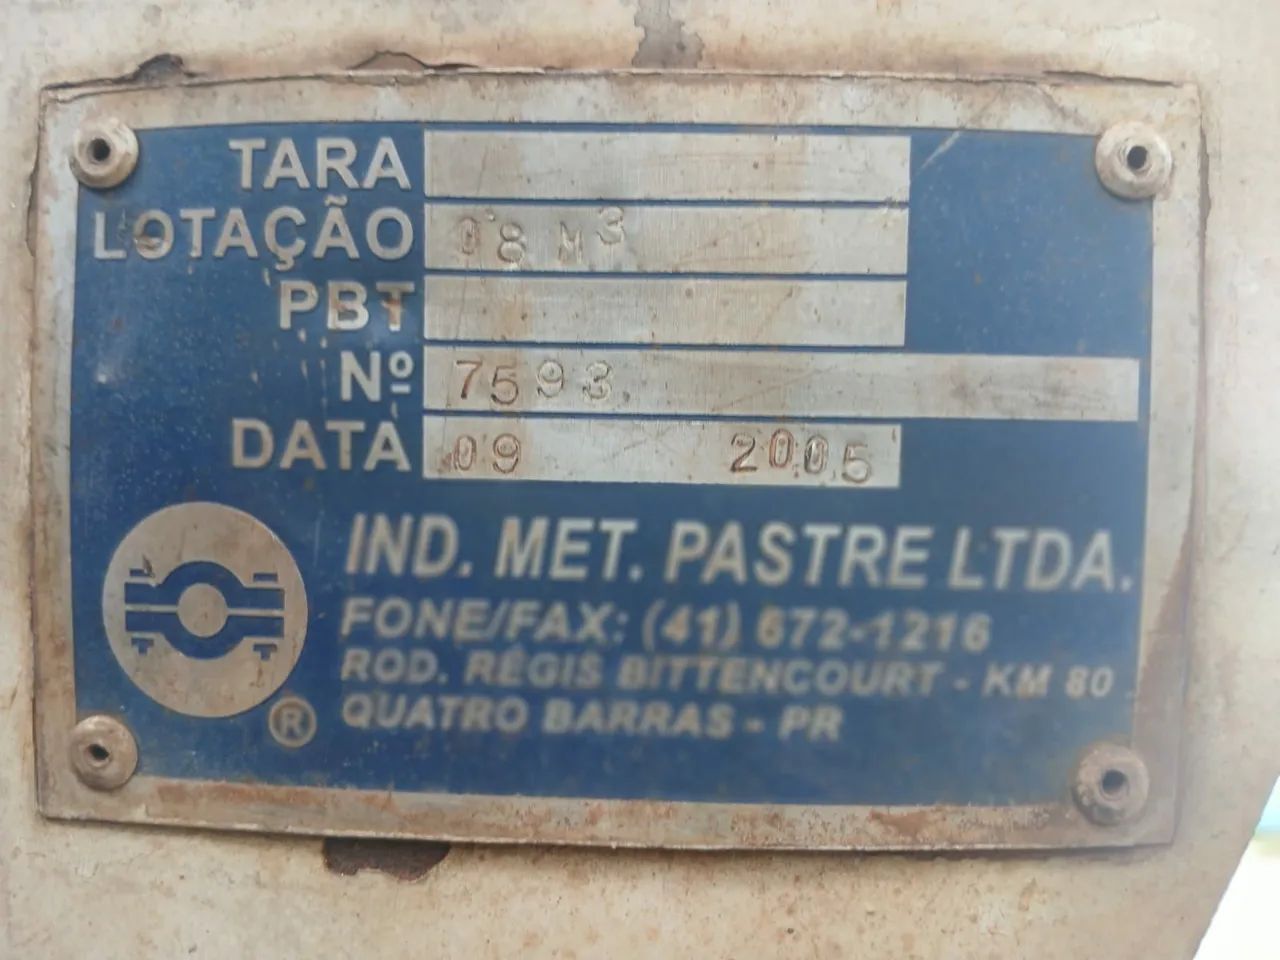 TARA
LOTAÇÃO 08 M³
PBT
Nº 7593
DATA 09 2005
IND. MET. PASTRE LTDA.
FONE/FAX: (41) 672-1216
ROD. RÉGIS BITTENCOURT - KM 80
QUATRO BARRAS - PR
®